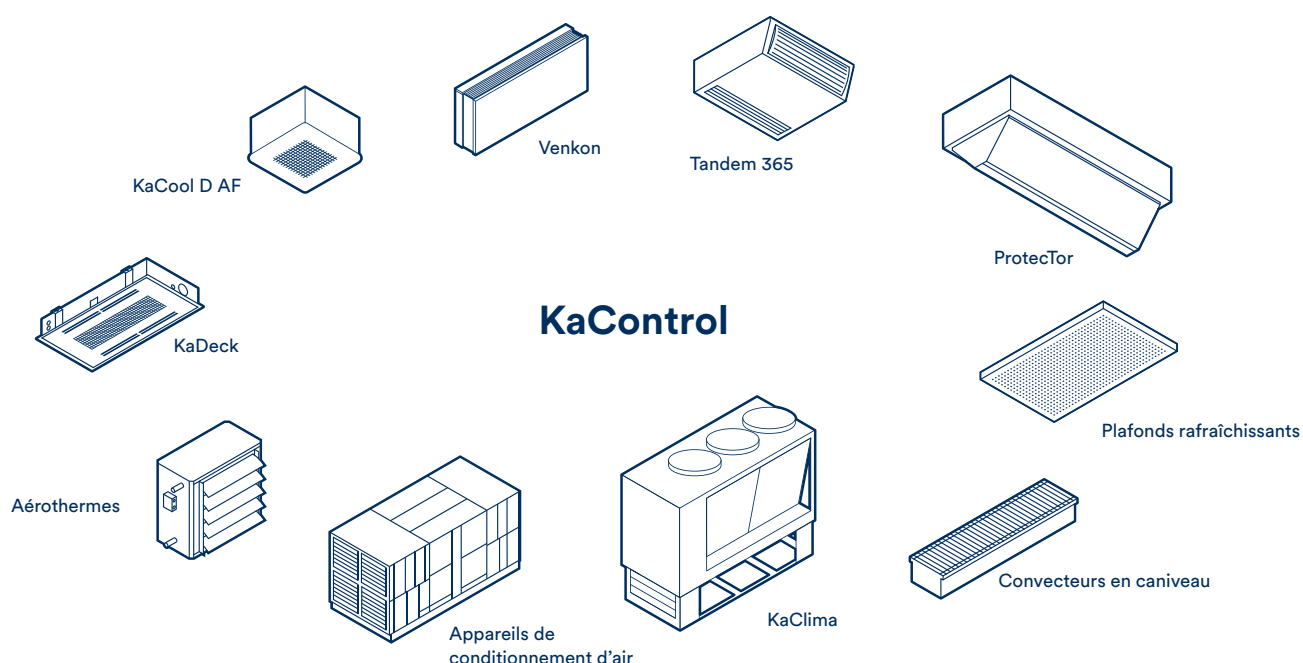 Venkon
Tandem 365
KaCool D AF
ProtecTor
KaControl
KaDeck
Plafonds rafraîchissants
Aérothermes
Convecteurs en caniveau
KaClima
Appareils de
conditionnement d'air